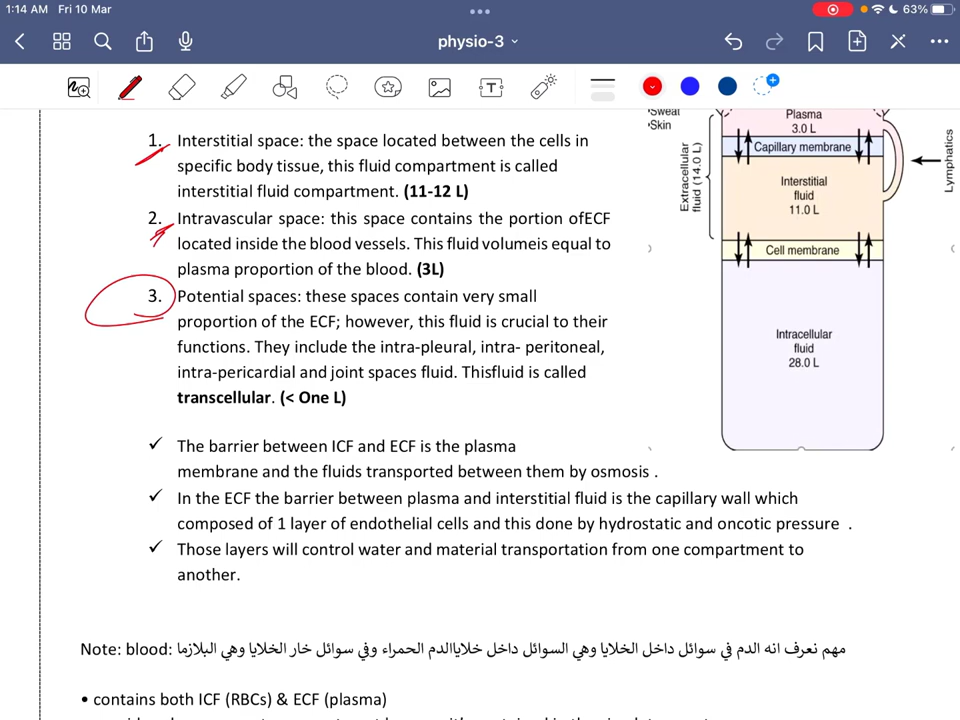 1:14 AM Fri 10 Mar
63%
physio-3
Sweat
Skin
Plasma
3.0 L
Capillary membrane
Extracellular
fluid (14.0 L)
Interstitial
fluid
11.0 L
Lymphatics
Cell membrane
Intracellular
fluid
28.0 L
1. Interstitial space: the space located between the cells in
specific body tissue, this fluid compartment is called
interstitial fluid compartment. (11-12 L)
2. Intravascular space: this space contains the portion ofECF
located inside the blood vessels. This fluid volumeis equal to
plasma proportion of the blood. (3L)
3. Potential spaces: these spaces contain very small
proportion of the ECF; however, this fluid is crucial to their
functions. They include the intra-pleural, intra- peritoneal,
intra-pericardial and joint spaces fluid. Thisfluid is called
transcellular. (< One L)
✓ The barrier between ICF and ECF is the plasma
membrane and the fluids transported between them by osmosis .
✓ In the ECF the barrier between plasma and interstitial fluid is the capillary wall which
composed of 1 layer of endothelial cells and this done by hydrostatic and oncotic pressure .
✓ Those layers will control water and material transportation from one compartment to
another.
Note: blood: مهم نعرف انه الدم في سوائل داخل الخلايا وهي السوائل داخل خلاياالدم الحمراء وفي سوائل خار الخلايا وهي البلازما
• contains both ICF (RBCs) & ECF (plasma)